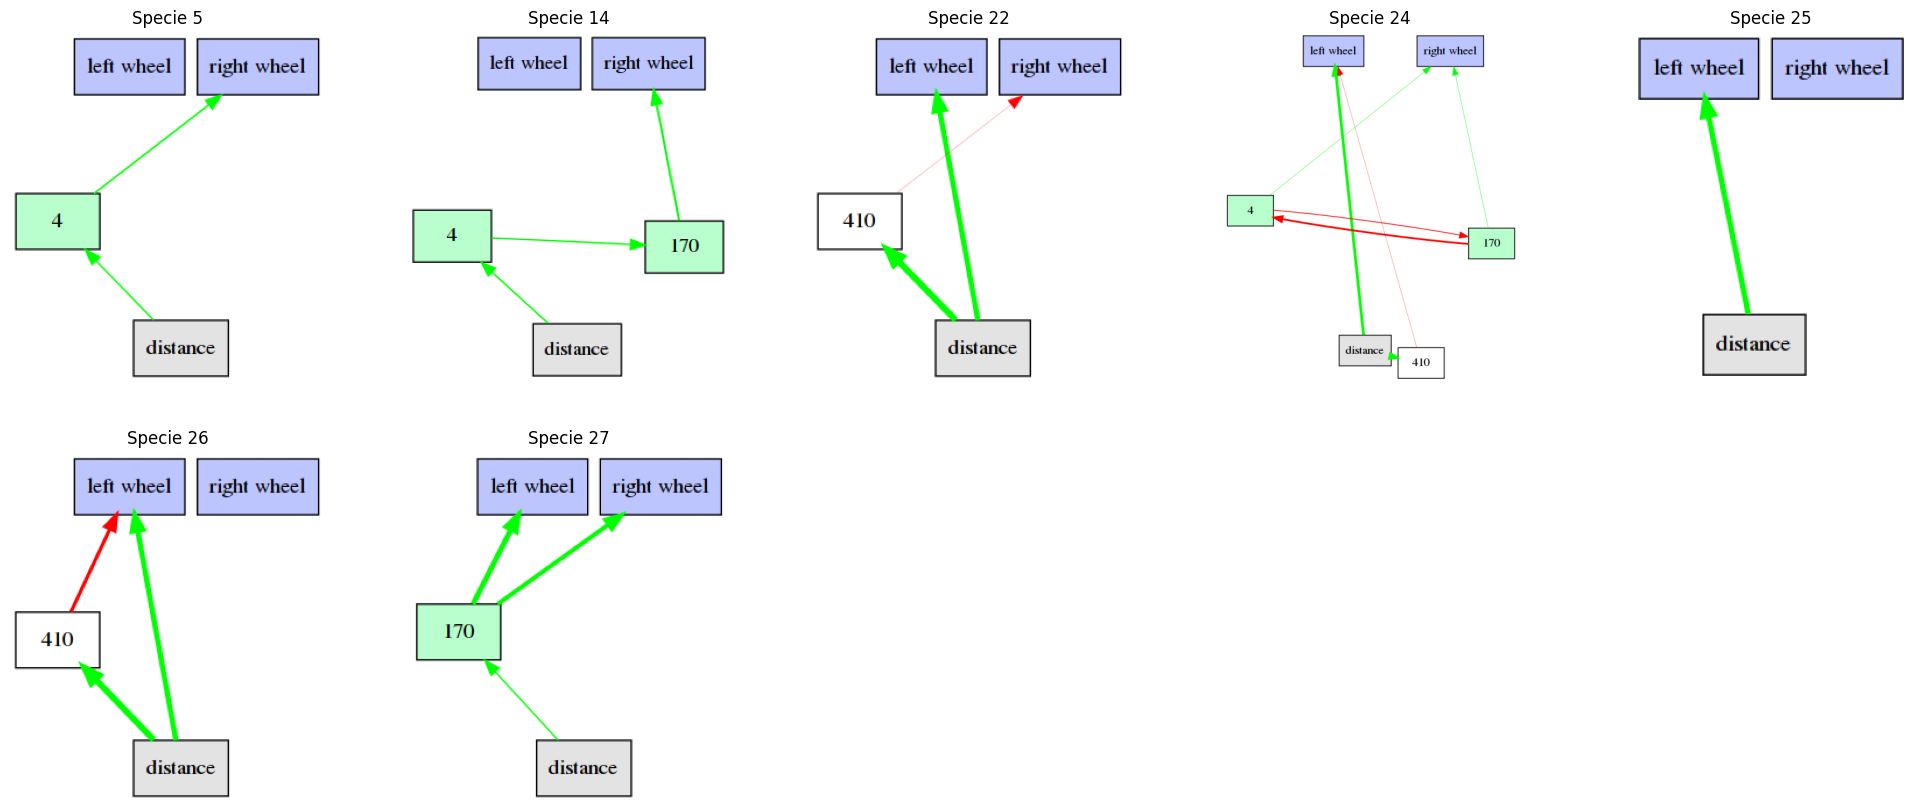 Specie 5
left wheel
right wheel
4
distance
Specie 14
left wheel
right wheel
4
170
distance
Specie 22
left wheel
right wheel
410
distance
Specie 24
left wheel
right wheel
4
170
distance
410
Specie 25
left wheel
right wheel
distance
Specie 26
left wheel
right wheel
410
distance
Specie 27
left wheel
right wheel
170
distance